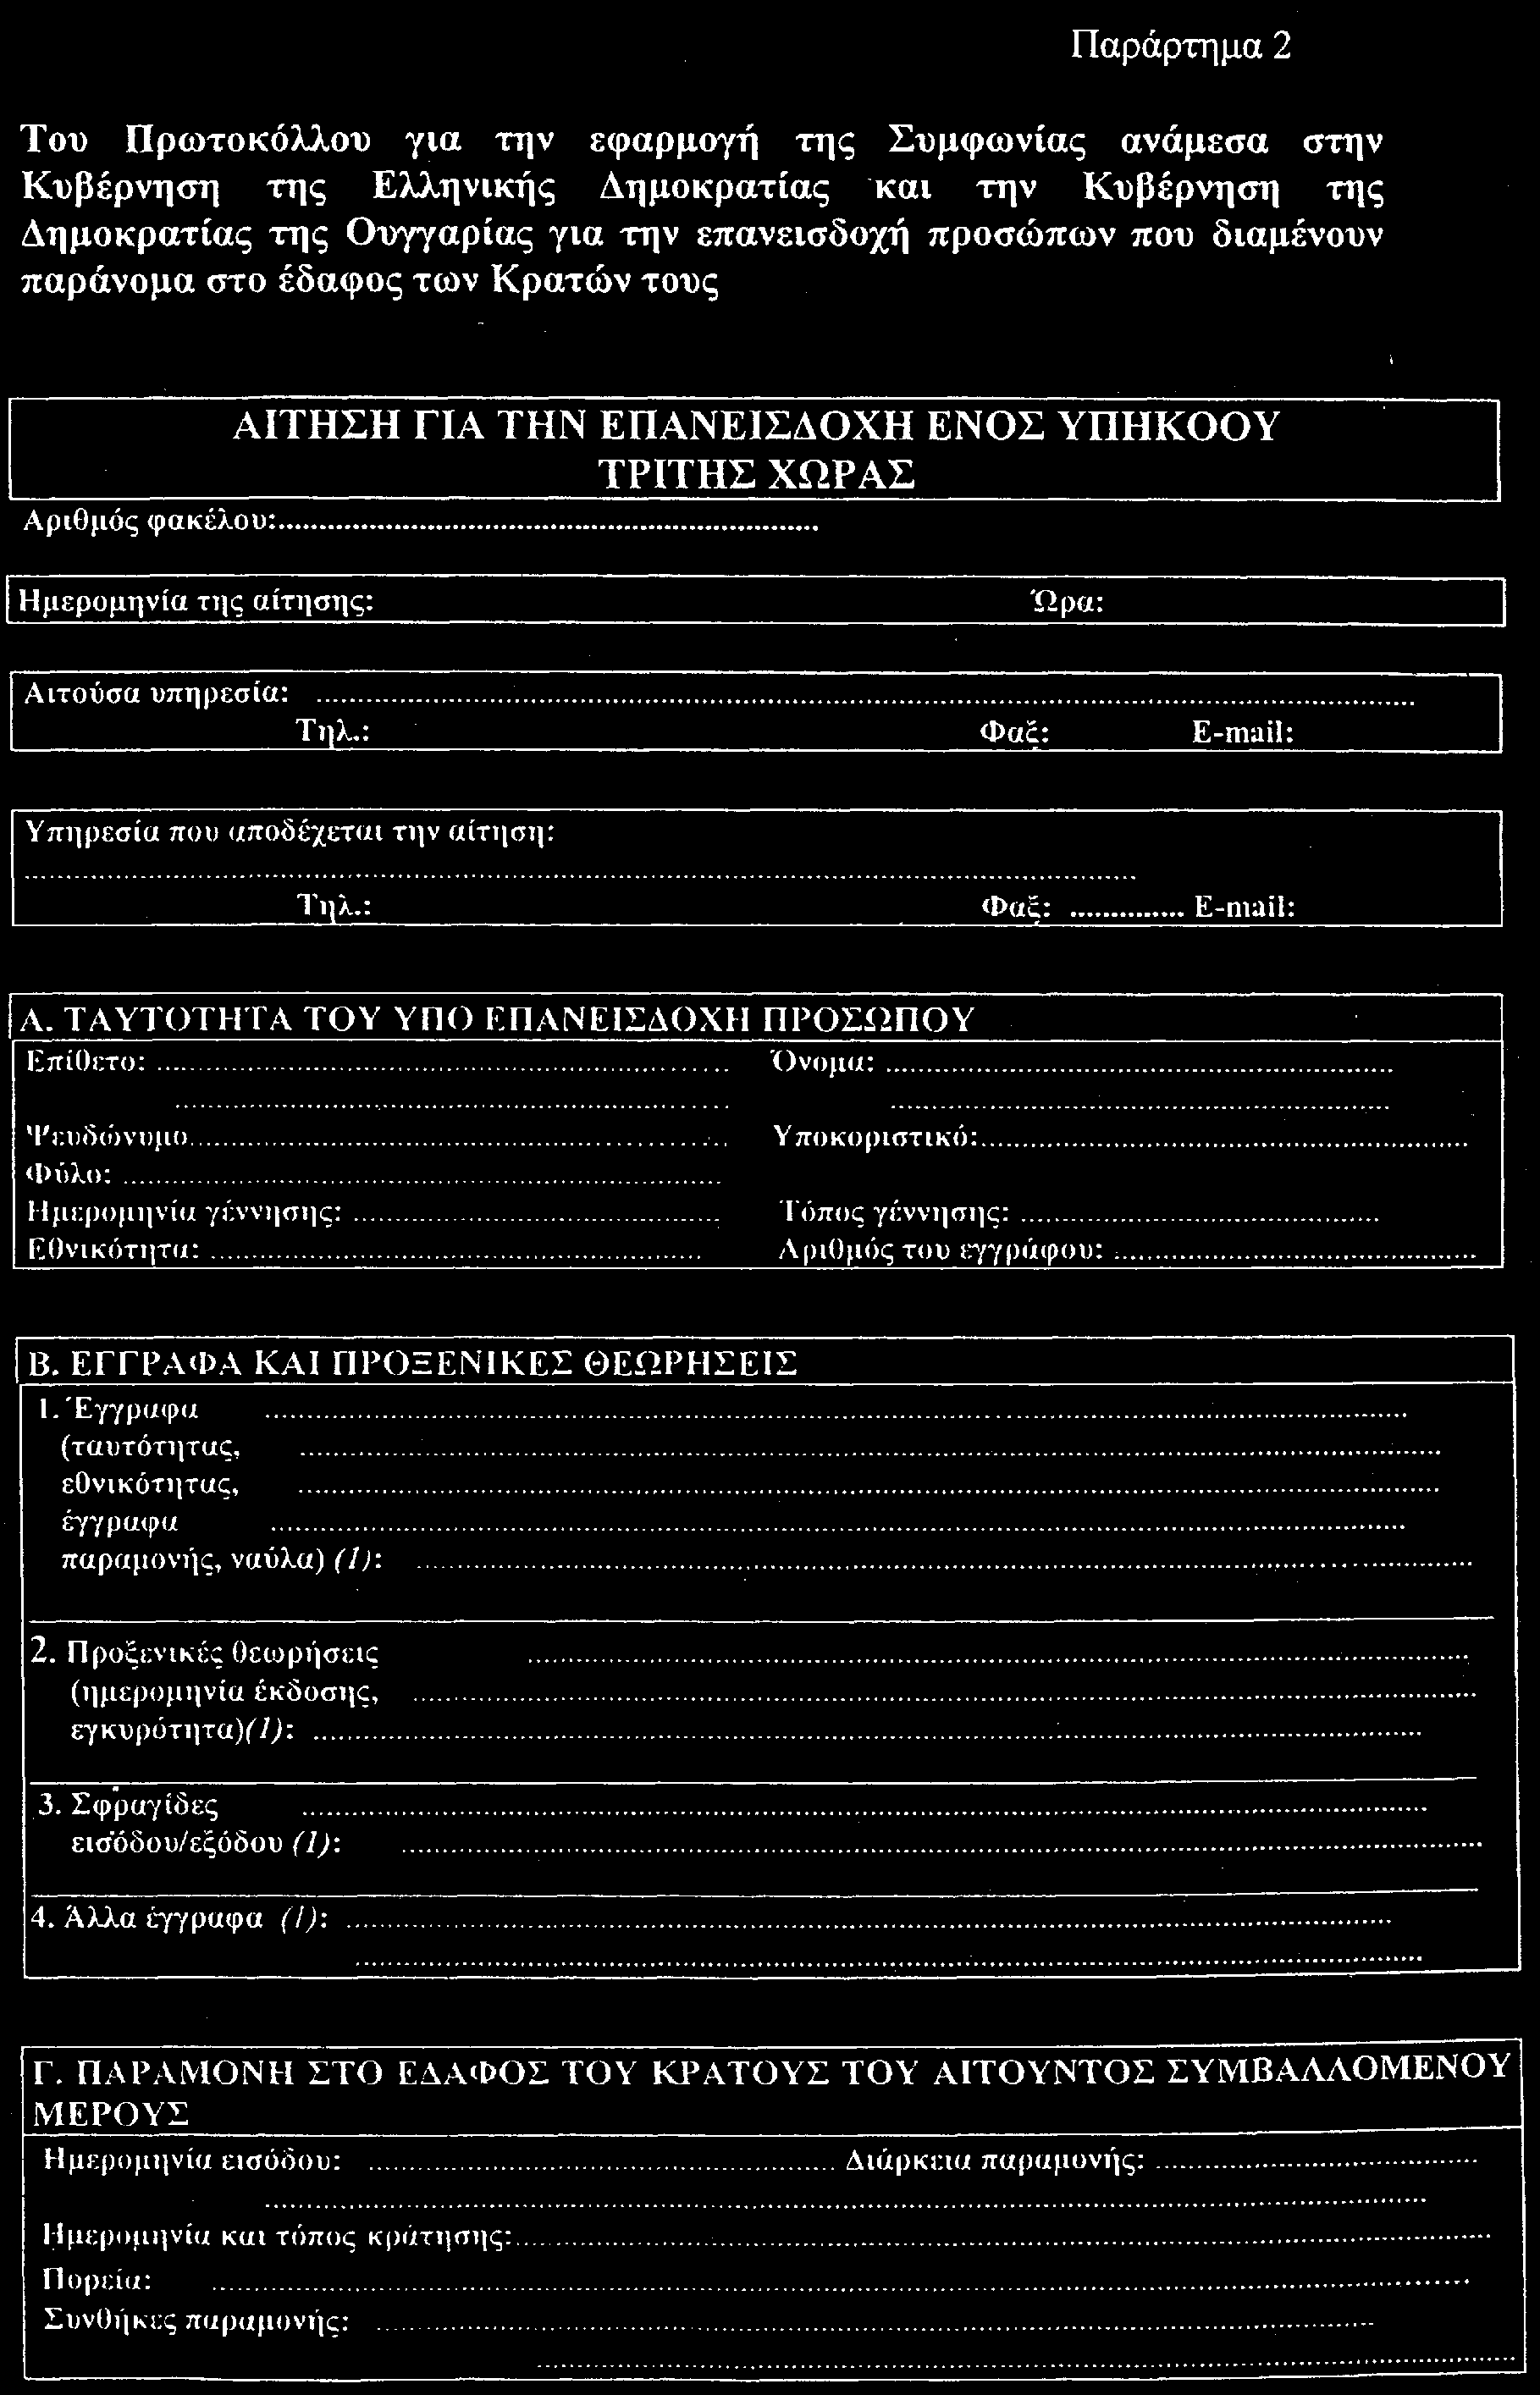 Παράρτημα 2
Του Πρωτοκόλλου για την εφαρμογή της Συμφωνίας ανάμεσα στην
Κυβέρνηση της Ελληνικής Δημοκρατίας και την Κυβέρνηση της
Δημοκρατίας της Ουγγαρίας για την επανεισδοχή προσώπων που διαμένουν
παράνομα στο έδαφος των Κρατών τους
ΑΙΤΗΣΗ ΓΙΑ ΤΗΝ ΕΠΑΝΕΙΣΔΟΧΗ ΕΝΟΣ ΥΠΗΚΟΟΥ
ΤΡΙΤΗΣ ΧΩΡΑΣ
Αριθμός φακέλου:..........
Ημερομηνία της αίτησης: Ώρα:
Αιτούσα υπηρεσία: ..........
Τηλ.: Φαξ: E-mail:
Υπηρεσία που αποδέχεται την αίτηση:
..........
Τηλ.: Φαξ: .......... E-mail:
Α. ΤΑΥΤΟΤΗΤΑ ΤΟΥ ΥΠΟ ΕΠΑΝΕΙΣΔΟΧΗ ΠΡΟΣΩΠΟΥ
Επίθετο: .......... Όνομα: ..........
.......... ..........
Ψευδώνυμο.......... Υποκοριστικό:..........
Φύλο: ..........
Ημερομηνία γέννησης: .......... Τόπος γέννησης: ..........
Εθνικότητα: .......... Αριθμός του εγγράφου: ..........
Β. ΕΓΓΡΑΦΑ ΚΑΙ ΠΡΟΞΕΝΙΚΕΣ ΘΕΩΡΗΣΕΙΣ
1. Έγγραφα ..........
(ταυτότητας, ..........
εθνικότητας, ..........
έγγραφα ..........
παραμονής, ναύλα) (1): ..........
2. Προξενικές θεωρήσεις ..........
(ημερομηνία έκδοσης, ..........
εγκυρότητα)(1): ..........
3. Σφραγίδες ..........
εισόδου/εξόδου (1): ..........
4. Άλλα έγγραφα (1): ..........
..........
Γ. ΠΑΡΑΜΟΝΗ ΣΤΟ ΕΔΑΦΟΣ ΤΟΥ ΚΡΑΤΟΥΣ ΤΟΥ ΑΙΤΟΥΝΤΟΣ ΣΥΜΒΑΛΛΟΜΕΝΟΥ
ΜΕΡΟΥΣ
Ημερομηνία εισόδου: .......... Διάρκεια παραμονής: ..........
..........
Ημερομηνία και τόπος κράτησης:..........
Πορεία: ..........
Συνθήκες παραμονής: ..........
..........